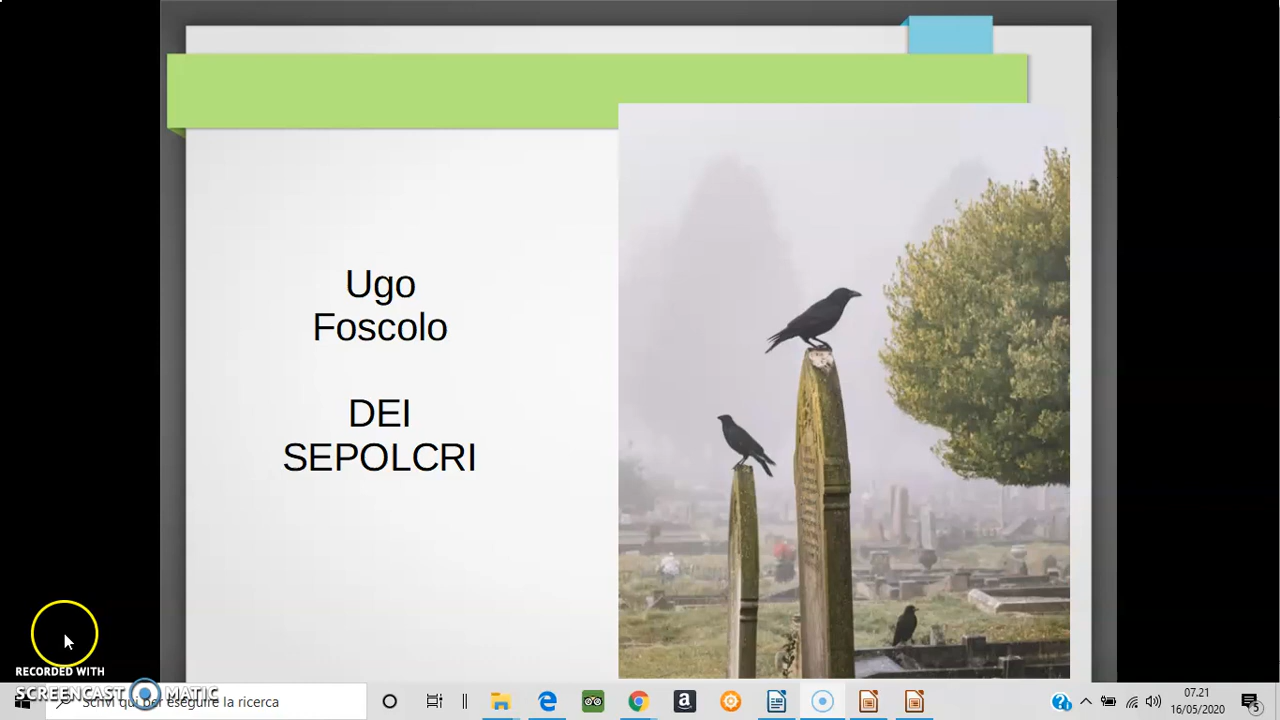 Ugo
Foscolo
DEI
SEPOLCRI
RECORDED WITH
SCREENCAST MATIC
Scrivi qui per eseguire la ricerca
07.21
16/05/2020
5